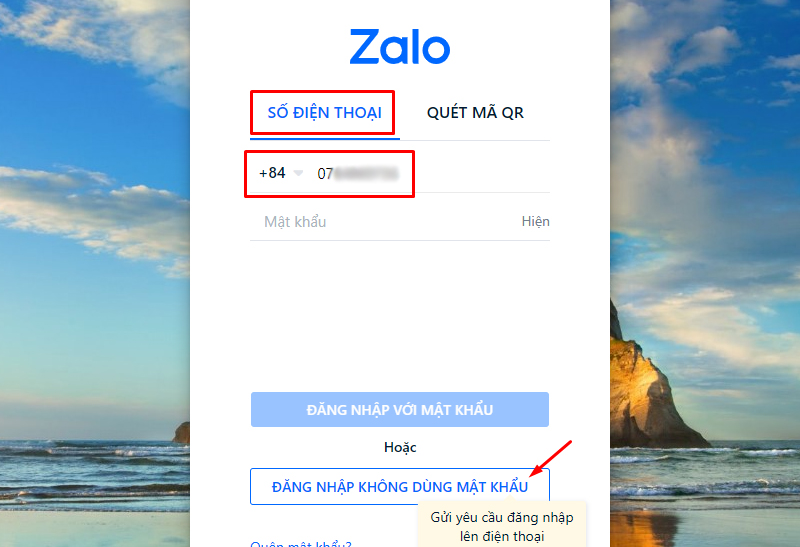 Zalo
SỐ ĐIỆN THOẠI
QUÉT MÃ QR
+84
07
Mật khẩu
Hiện
ĐĂNG NHẬP VỚI MẬT KHẨU
Hoặc
ĐĂNG NHẬP KHÔNG DÙNG MẬT KHẨU
Gửi yêu cầu đăng nhập
lên điện thoại
Quên mật khẩu?